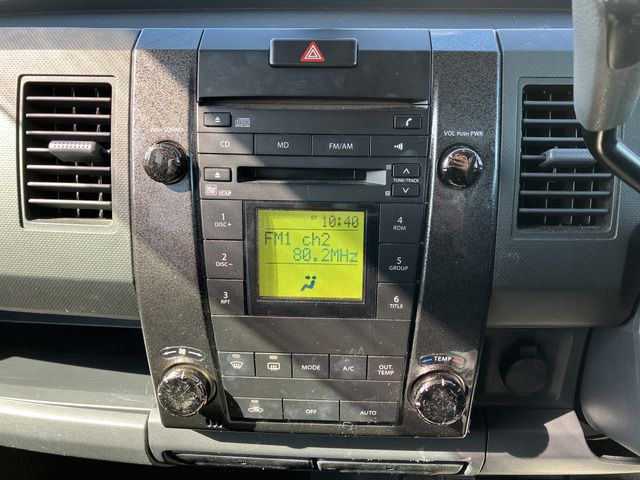 PUSH SOUND
VOL PUSH PWR
CD
MD
FM/AM
TUNE/TRACK
1
DISC+
ST 10:40
FM1 ch2
80.2MHz
4
RDM
2
DISC−
5
GROUP
3
RPT
6
TITLE
TEMP
MODE
A/C
OUT
TEMP
OFF
AUTO